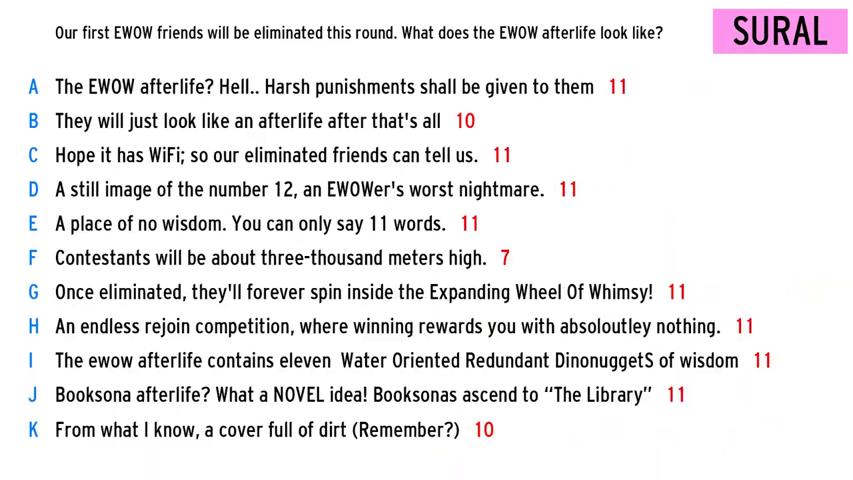 Our first EWOW friends will be eliminated this round. What does the EWOW afterlife look like?
SURAL
A The EWOW afterlife? Hell.. Harsh punishments shall be given to them 11
B They will just look like an afterlife after that's all 10
C Hope it has WiFi; so our eliminated friends can tell us. 11
D A still image of the number 12, an EWOWer's worst nightmare. 11
E A place of no wisdom. You can only say 11 words. 11
F Contestants will be about three-thousand meters high. 7
G Once eliminated, they'll forever spin inside the Expanding Wheel Of Whimsy! 11
H An endless rejoin competition, where winning rewards you with absoloutley nothing. 11
I The ewow afterlife contains eleven Water Oriented Redundant DinonuggetS of wisdom 11
J Booksona afterlife? What a NOVEL idea! Booksonas ascend to “The Library” 11
K From what I know, a cover full of dirt (Remember?) 10